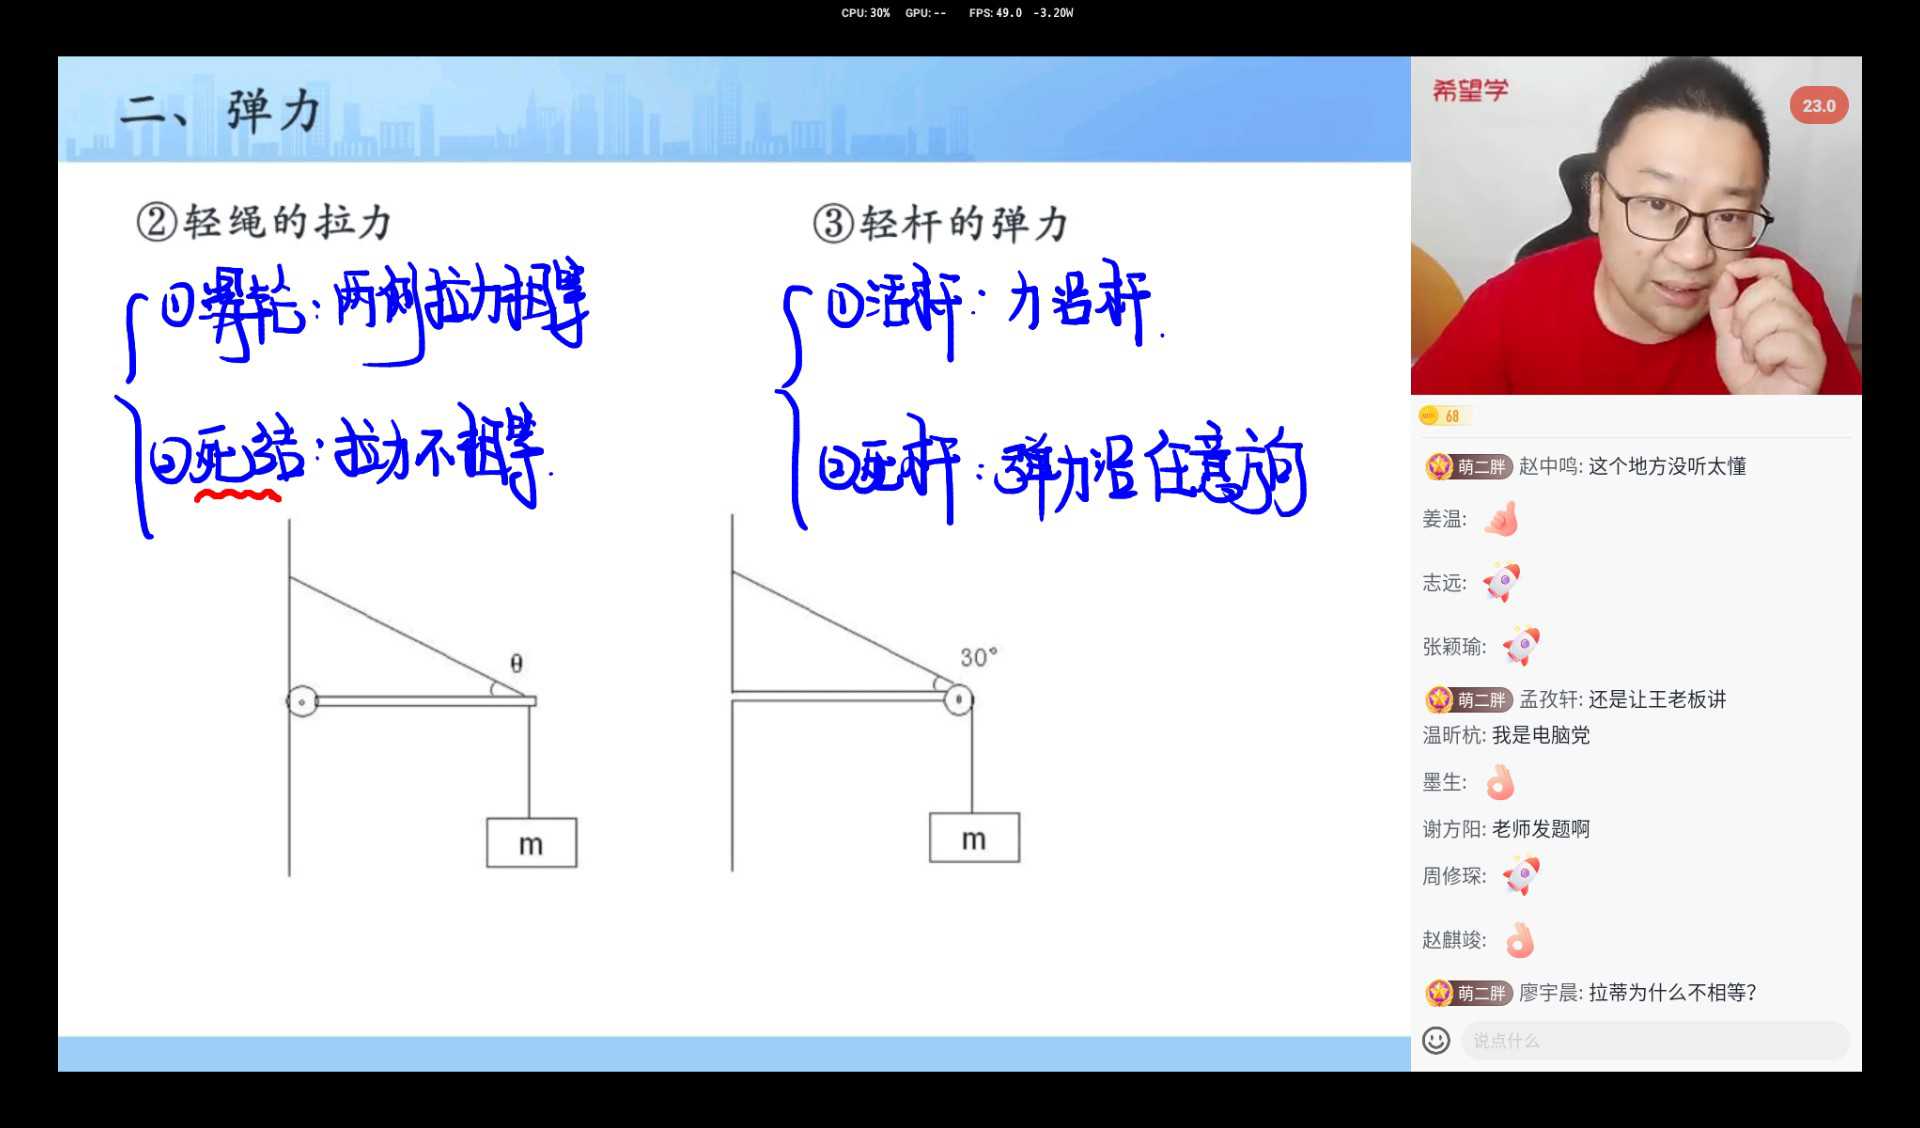 CPU: 30% GPU: -- FPS: 49.0 -3.20W
二、弹力
②轻绳的拉力
①滑轮：两侧拉力相等
②死结：拉力不相等.
θ
m
③轻杆的弹力
①活杆：力沿杆.
②死杆：弹力沿任意方向
30°
m
希望学
23.0
68
萌二胖 赵中鸣: 这个地方没听太懂
姜温:
志远:
张颖瑜:
萌二胖 孟孜轩: 还是让王老板讲
温昕杭: 我是电脑党
墨生:
谢方阳: 老师发题啊
周修琛:
赵麒竣:
萌二胖 廖宇晨: 拉蒂为什么不相等？
说点什么